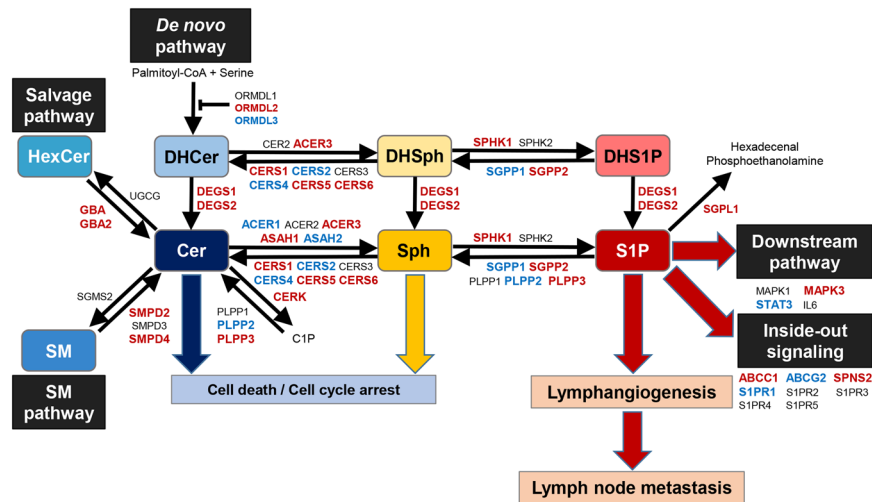 De novo
pathway
Palmitoyl-CoA + Serine
ORMDL1
ORMDL2
ORMDL3
Salvage
pathway
HexCer
DHCer
CER2 ACER3
CERS1 CERS2 CERS3
CERS4 CERS5 CERS6
DHSph
SPHK1 SPHK2
SGPP1 SGPP2
DHS1P
Hexadecenal
Phosphoethanolamine
UGCG
GBA
GBA2
DEGS1
DEGS2
DEGS1
DEGS2
DEGS1
DEGS2
SGPL1
Cer
ACER1 ACER2 ACER3
ASAH1 ASAH2
CERS1 CERS2 CERS3
CERS4 CERS5 CERS6
Sph
SPHK1 SPHK2
SGPP1 SGPP2
PLPP1 PLPP2 PLPP3
S1P
Downstream
pathway
MAPK1 MAPK3
STAT3 IL6
SGMS2
SMPD2
SMPD3
SMPD4
PLPP1
PLPP2
PLPP3
CERK
C1P
SM
SM
pathway
Inside-out
signaling
ABCC1 ABCG2 SPNS2
S1PR1 S1PR2 S1PR3
S1PR4 S1PR5
Cell death / Cell cycle arrest
Lymphangiogenesis
Lymph node metastasis